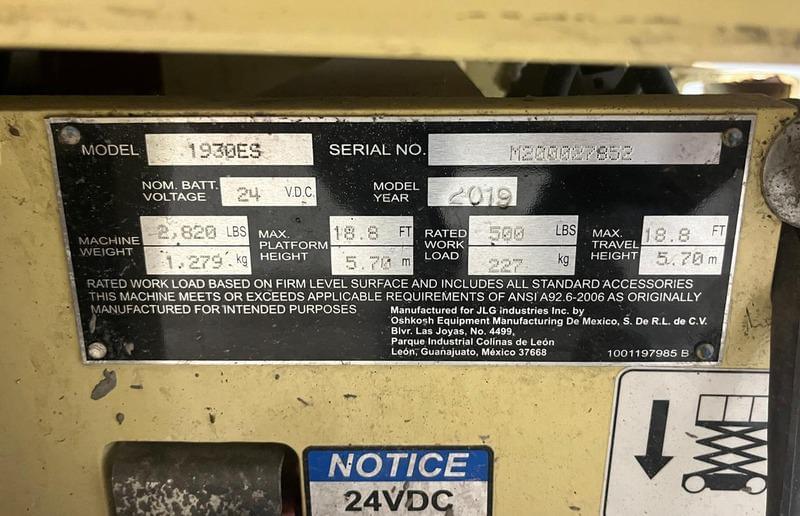 MODEL 1930ES SERIAL NO. M200027852
NOM. BATT. VOLTAGE 24 V.D.C. MODEL YEAR 2019
MACHINE WEIGHT 2,820 LBS 1,279 kg MAX. PLATFORM HEIGHT 18.8 FT 5.70 m RATED WORK LOAD 500 LBS 227 kg MAX. TRAVEL HEIGHT 18.8 FT 5.70 m
RATED WORK LOAD BASED ON FIRM LEVEL SURFACE AND INCLUDES ALL STANDARD ACCESSORIES
THIS MACHINE MEETS OR EXCEEDS APPLICABLE REQUIREMENTS OF ANSI A92.6-2006 AS ORIGINALLY
MANUFACTURED FOR INTENDED PURPOSES
Manufactured for JLG Industries Inc. by
Oshkosh Equipment Manufacturing De Mexico, S. De R.L. de C.V.
Blvr. Las Joyas, No. 4499,
Parque Industrial Colinas de León
León, Guanajuato, México 37668
1001197985 B
NOTICE
24VDC